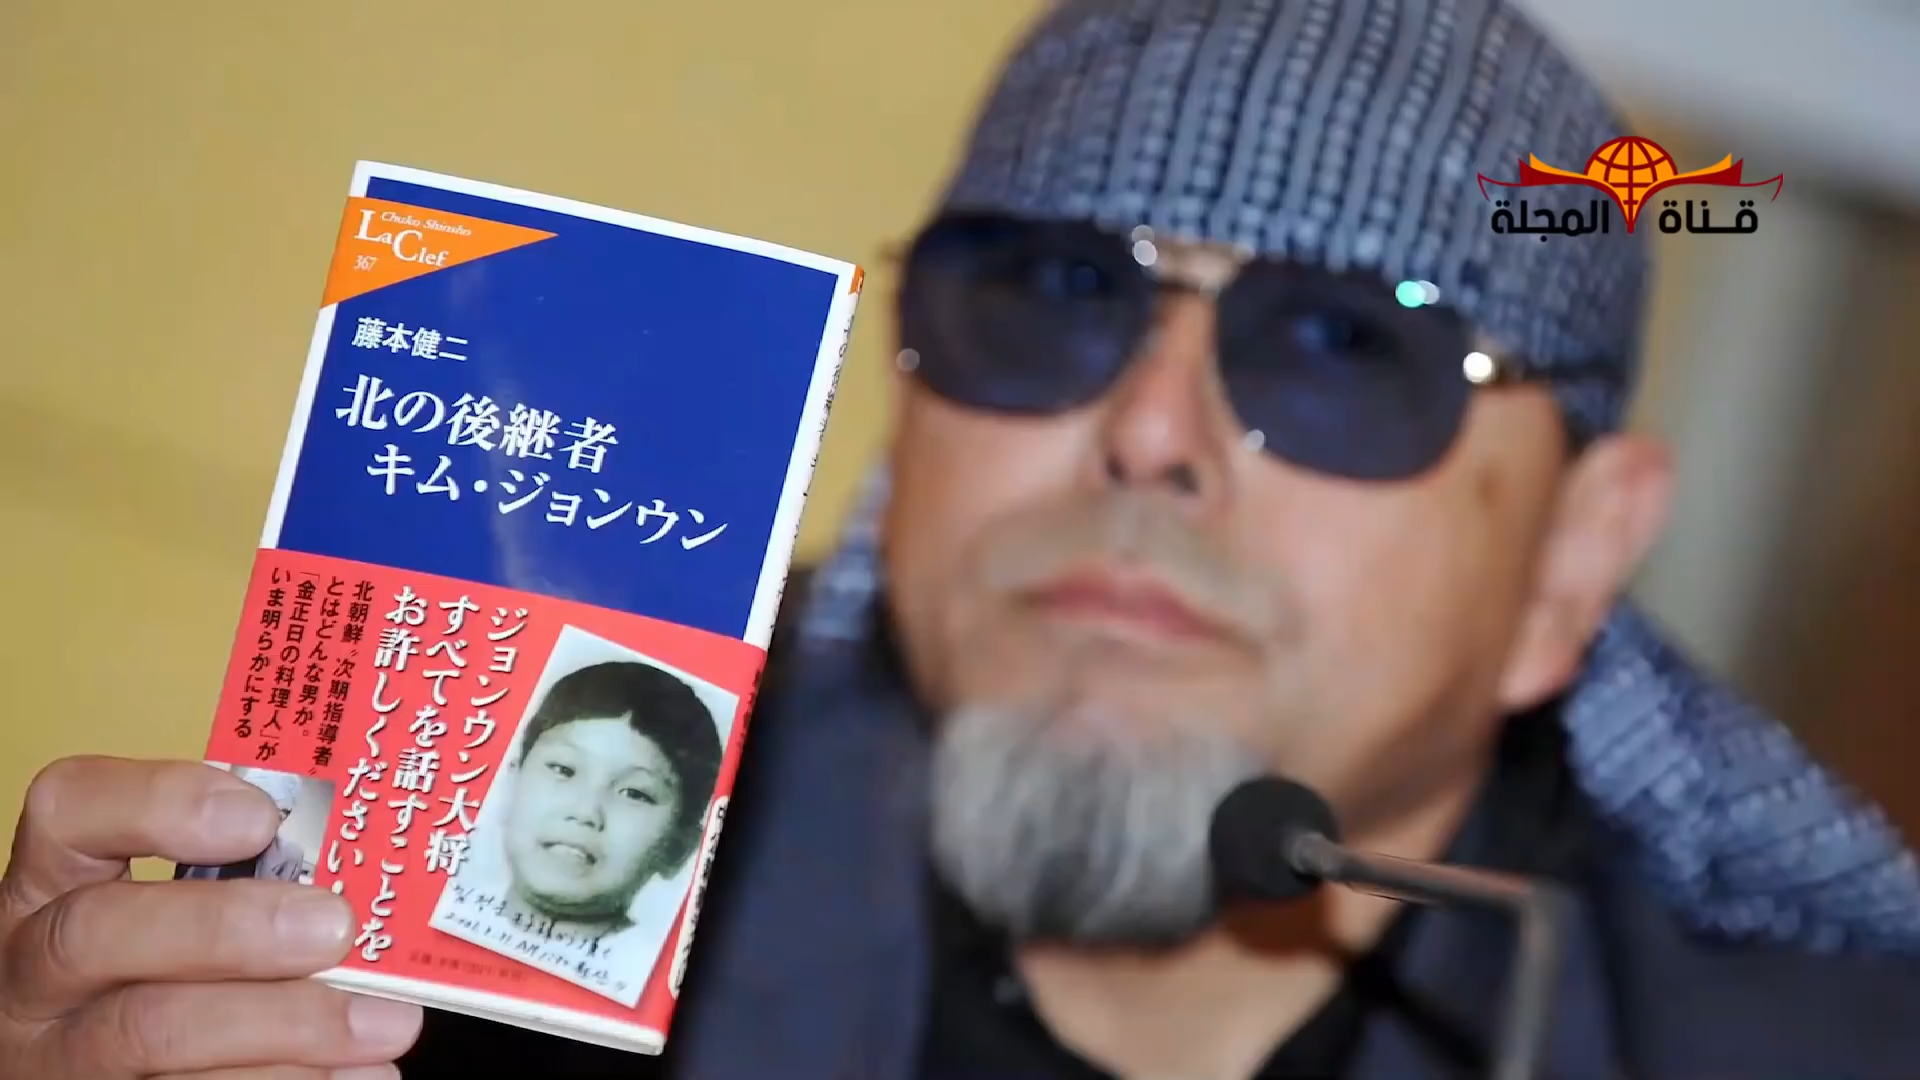 Chuko Shinsho
La Clef
367
藤本健二
北の後継者
キム・ジョンウン
ジョンウン大将
すべてを話すことを
お許しください・
北朝鮮〝次期指導者〟
とはどんな男か。
「金正日の料理人」が
いま明らかにする
قناة المجلة